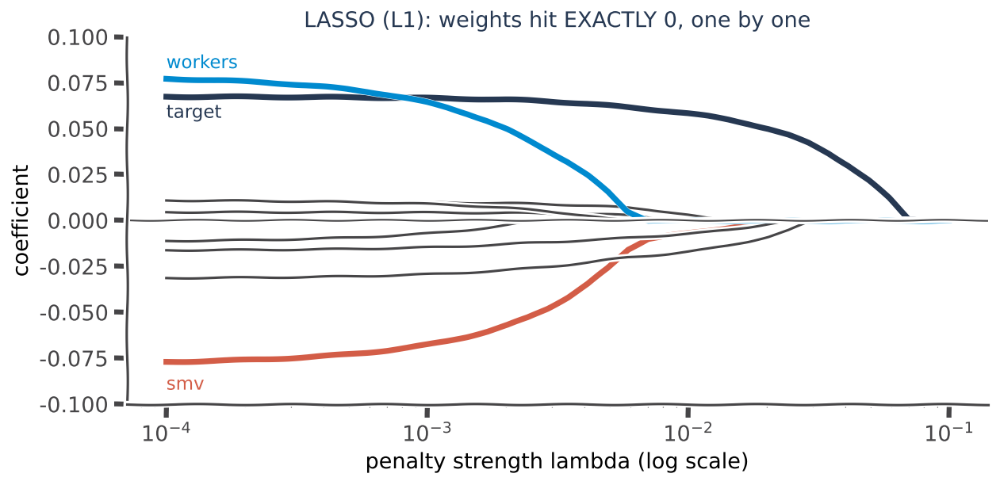 LASSO (L1): weights hit EXACTLY 0, one by one
0.100
0.075
0.050
0.025
0.000
-0.025
-0.050
-0.075
-0.100
coefficient
workers
target
smv
10⁻⁴
10⁻³
10⁻²
10⁻¹
penalty strength lambda (log scale)